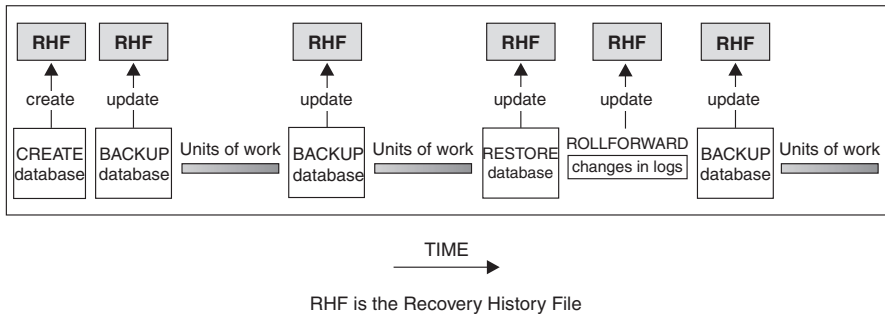 RHF RHF RHF RHF RHF RHF
create update update update update update
CREATE
database
BACKUP
database
Units of work
BACKUP
database
Units of work
RESTORE
database
ROLLFORWARD
changes in logs
BACKUP
database
Units of work
TIME
RHF is the Recovery History File